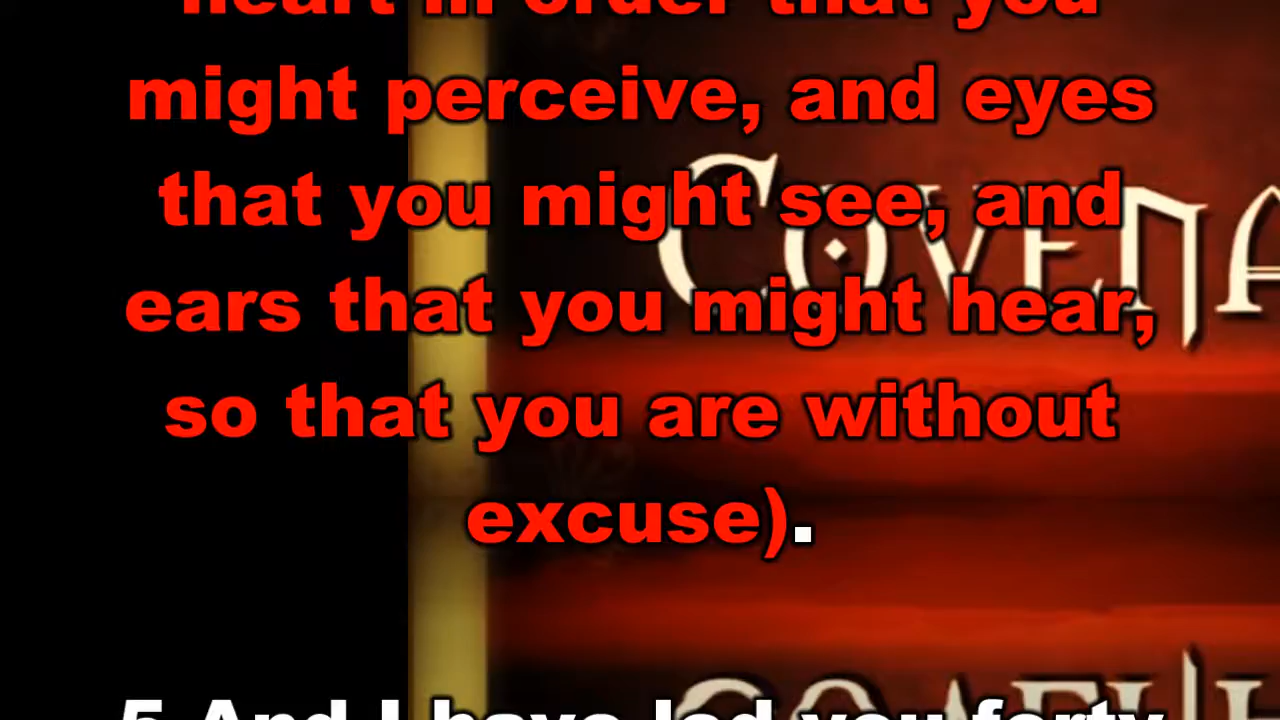 heart in order that you
might perceive, and eyes
that you might see, and
ears that you might hear,
so that you are without
excuse).
5 And I have led you forty
COVENA